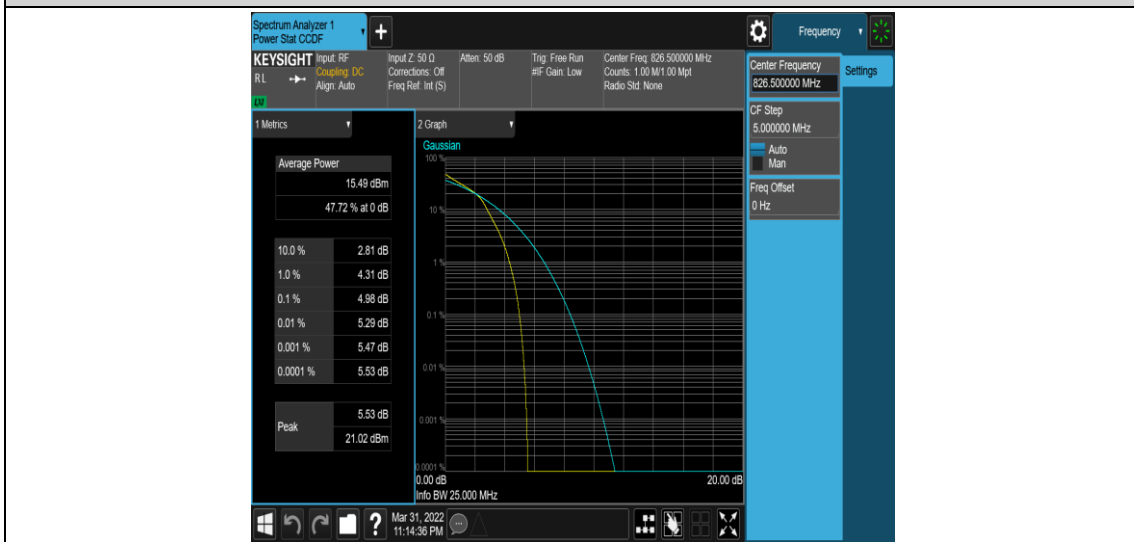 Spectrum Analyzer 1
Power Stat CCDF
+
Frequency
KEYSIGHT
RL
Input: RF
Coupling: DC
Align: Auto
Input Z: 50 Ω
Corrections: Off
Freq Ref: Int (S)
Atten: 50 dB
Trig: Free Run
#IF Gain: Low
Center Freq: 826.500000 MHz
Counts: 1.00 M/1.00 Mpt
Radio Std: None
Center Frequency
826.500000 MHz
Settings
CF Step
5.000000 MHz
Auto
Man
Freq Offset
0 Hz
1 Metrics
Average Power
15.49 dBm
47.72 % at 0 dB
10.0 % 2.81 dB
1.0 % 4.31 dB
0.1 % 4.98 dB
0.01 % 5.29 dB
0.001 % 5.47 dB
0.0001 % 5.53 dB
Peak
5.53 dB
21.02 dBm
2 Graph
Gaussian
100 %
10 %
1 %
0.1 %
0.01 %
0.001 %
0.0001 %
0.00 dB 20.00 dB
Info BW 25.000 MHz
?
Mar 31, 2022
11:14:36 PM